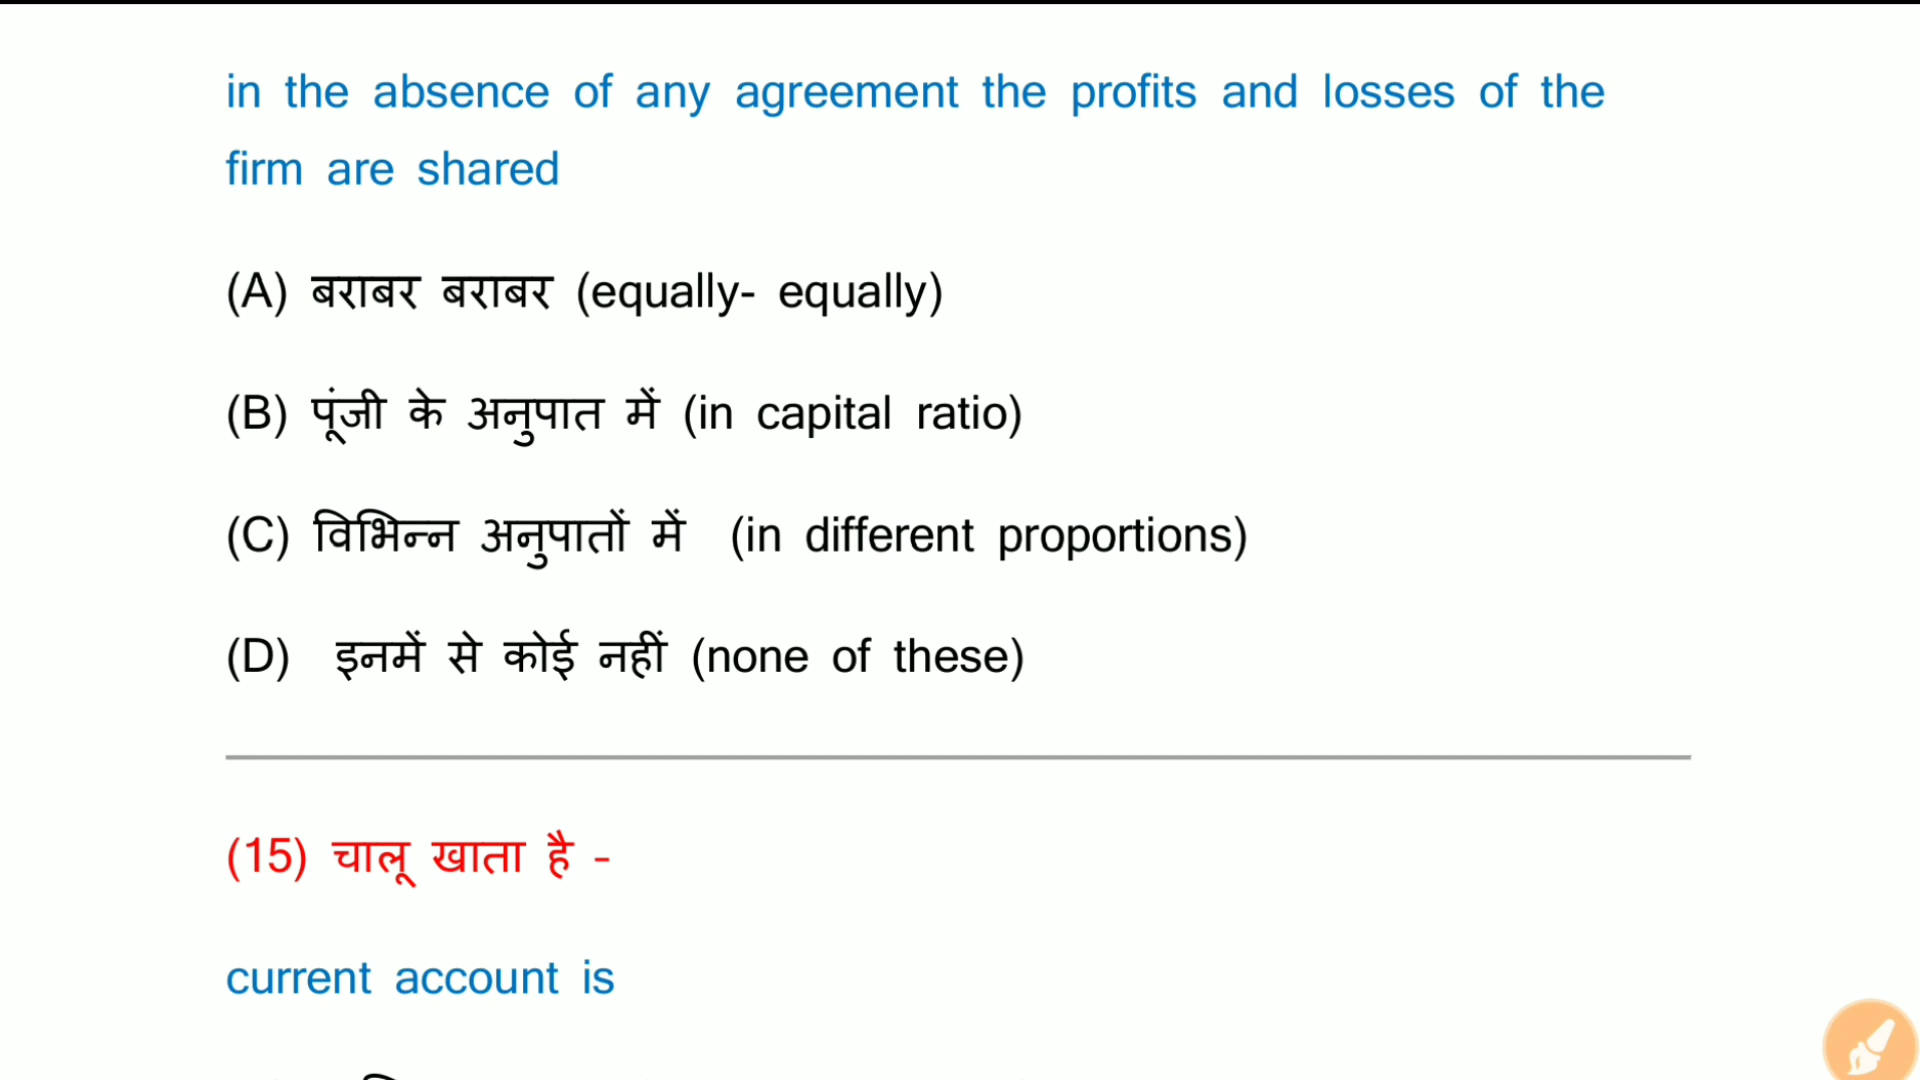 in the absence of any agreement the profits and losses of the
firm are shared
(A) बराबर बराबर (equally- equally)
(B) पूंजी के अनुपात में (in capital ratio)
(C) विभिन्न अनुपातों में (in different proportions)
(D) इनमें से कोई नहीं (none of these)
(15) चालू खाता है -
current account is